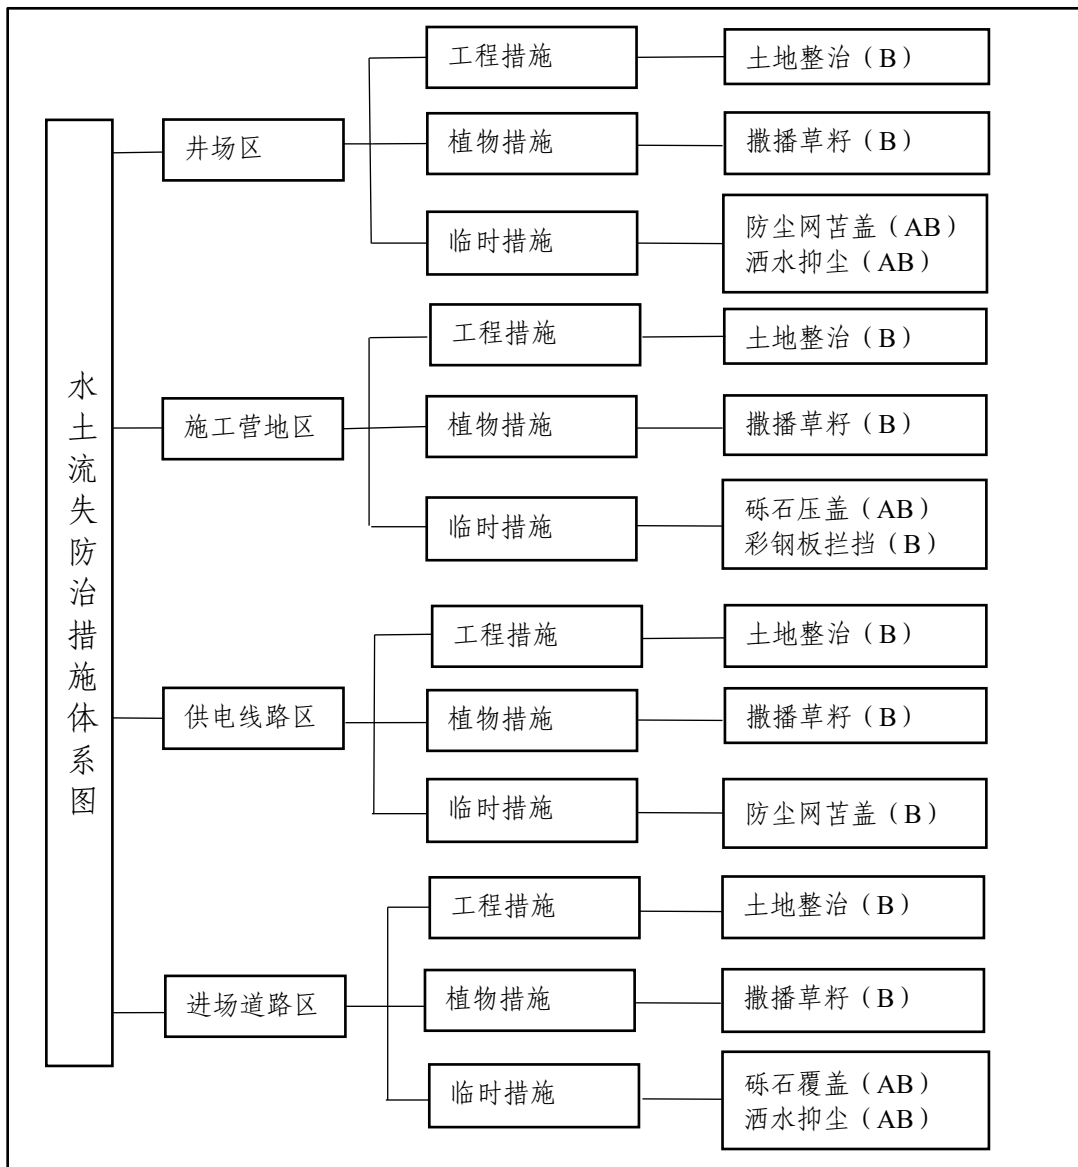 水土流失防治措施体系图
井场区
工程措施
土地整治（B）
植物措施
撒播草籽（B）
临时措施
防尘网苫盖（AB）
洒水抑尘（AB）
施工营地区
工程措施
土地整治（B）
植物措施
撒播草籽（B）
临时措施
砾石压盖（AB）
彩钢板拦挡（B）
供电线路区
工程措施
土地整治（B）
植物措施
撒播草籽（B）
临时措施
防尘网苫盖（B）
进场道路区
工程措施
土地整治（B）
植物措施
撒播草籽（B）
临时措施
砾石覆盖（AB）
洒水抑尘（AB）